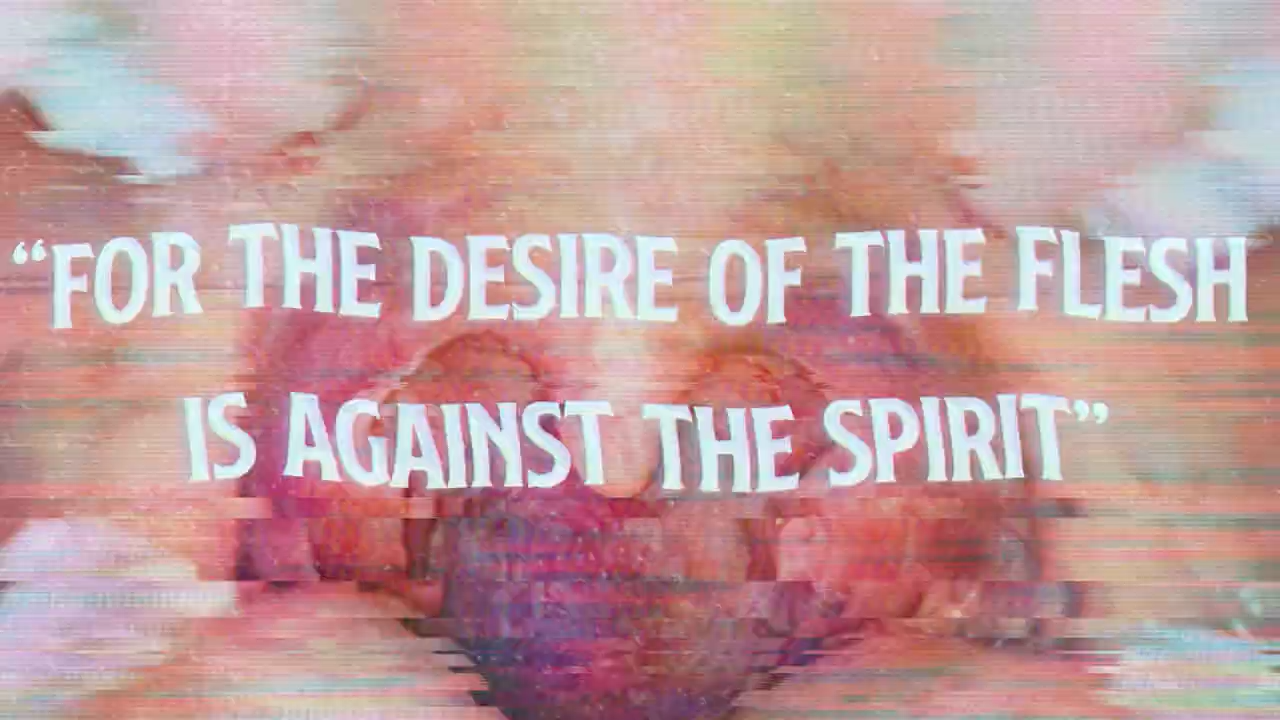 “FOR THE DESIRE OF THE FLESH
IS AGAINST THE SPIRIT”